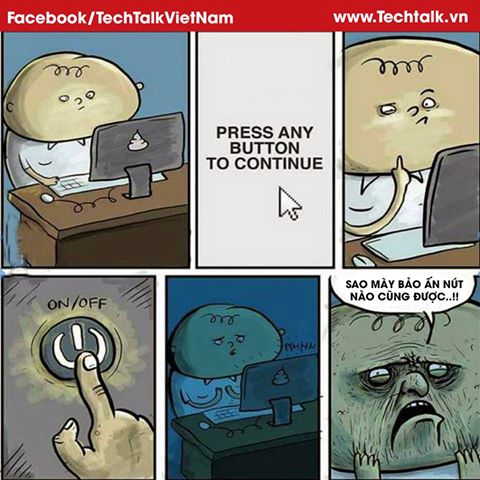 Facebook/TechTalkVietNam
www.Techtalk.vn
PRESS ANY
BUTTON
TO CONTINUE
ON/OFF
PFHHH
SAO MÀY BẢO ẤN NÚT
NÀO CŨNG ĐƯỢC..!!